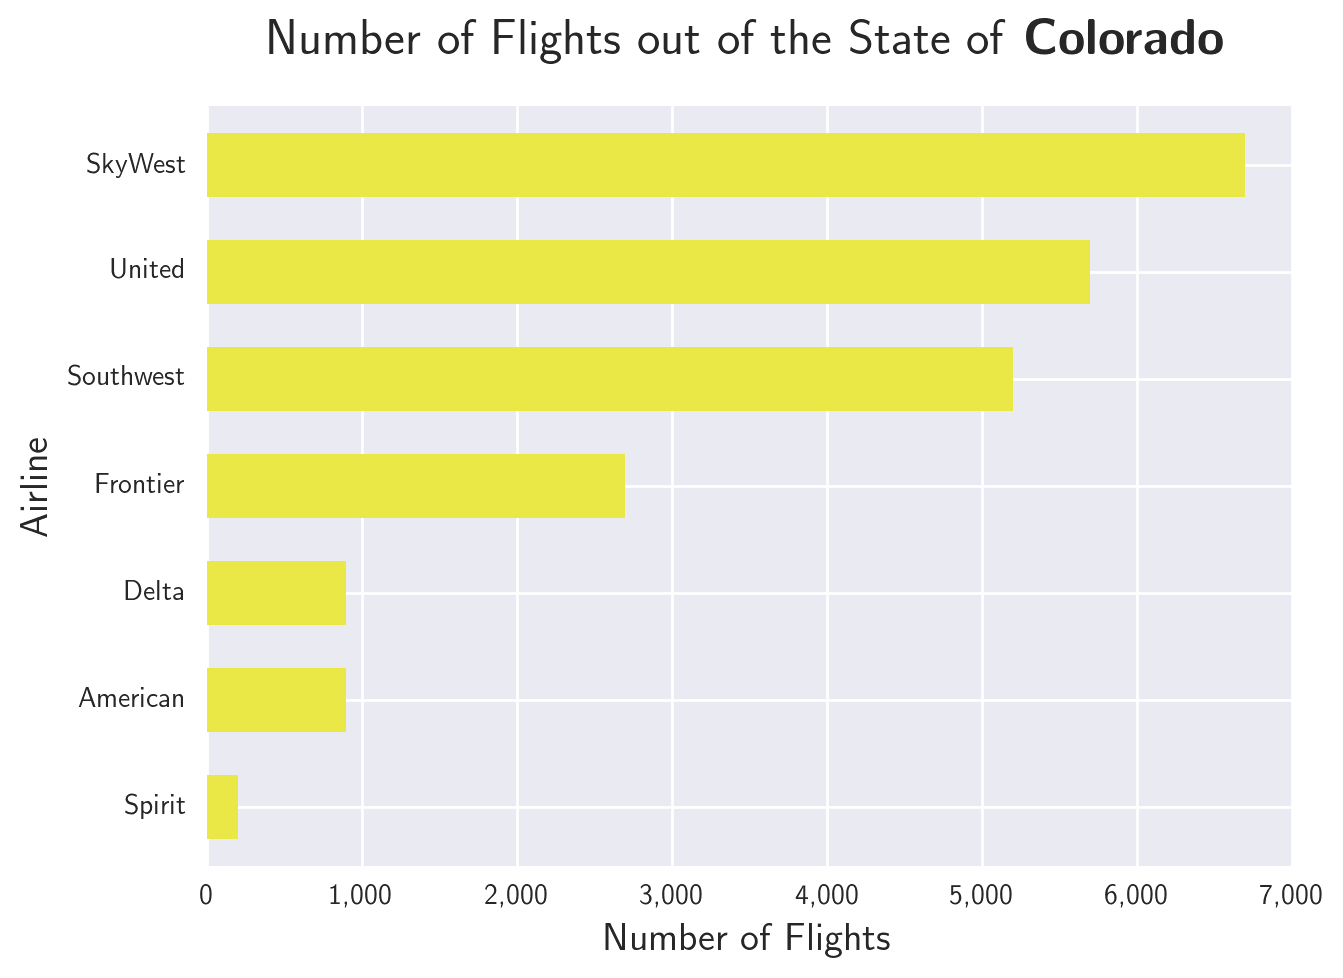 Number of Flights out of the State of Colorado
SkyWest
United
Southwest
Frontier
Delta
American
Spirit
Airline
0 1,000 2,000 3,000 4,000 5,000 6,000 7,000
Number of Flights